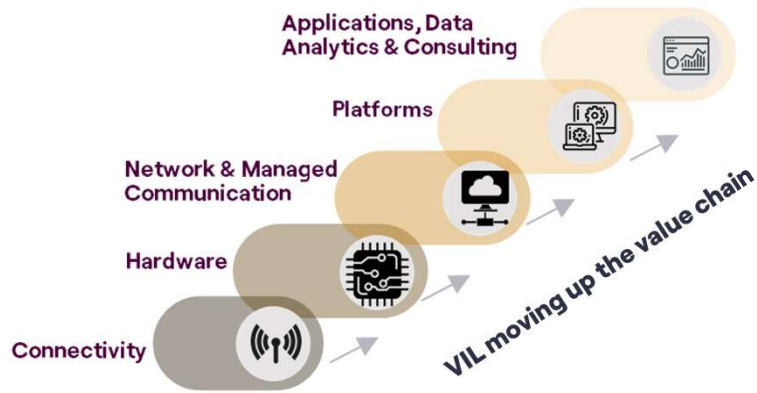 Applications, Data
Analytics & Consulting
Platforms
Network & Managed
Communication
Hardware
Connectivity
VIL moving up the value chain